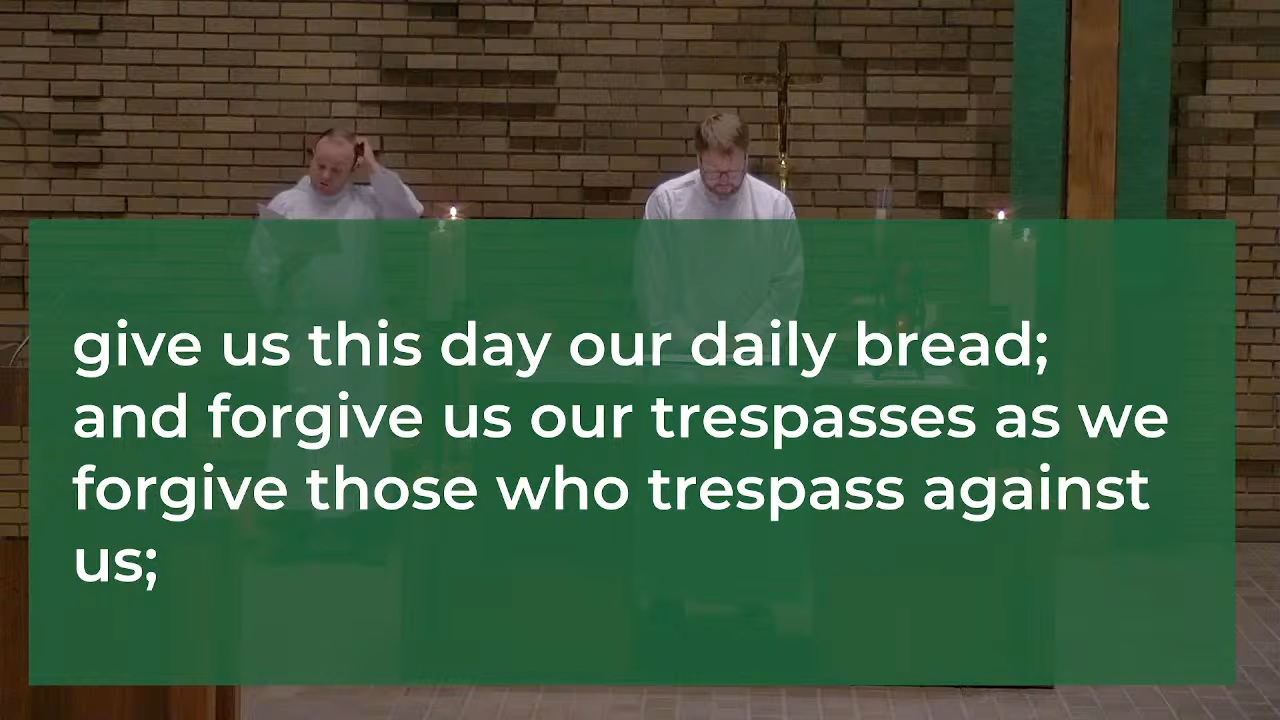 give us this day our daily bread;
and forgive us our trespasses as we
forgive those who trespass against
us;